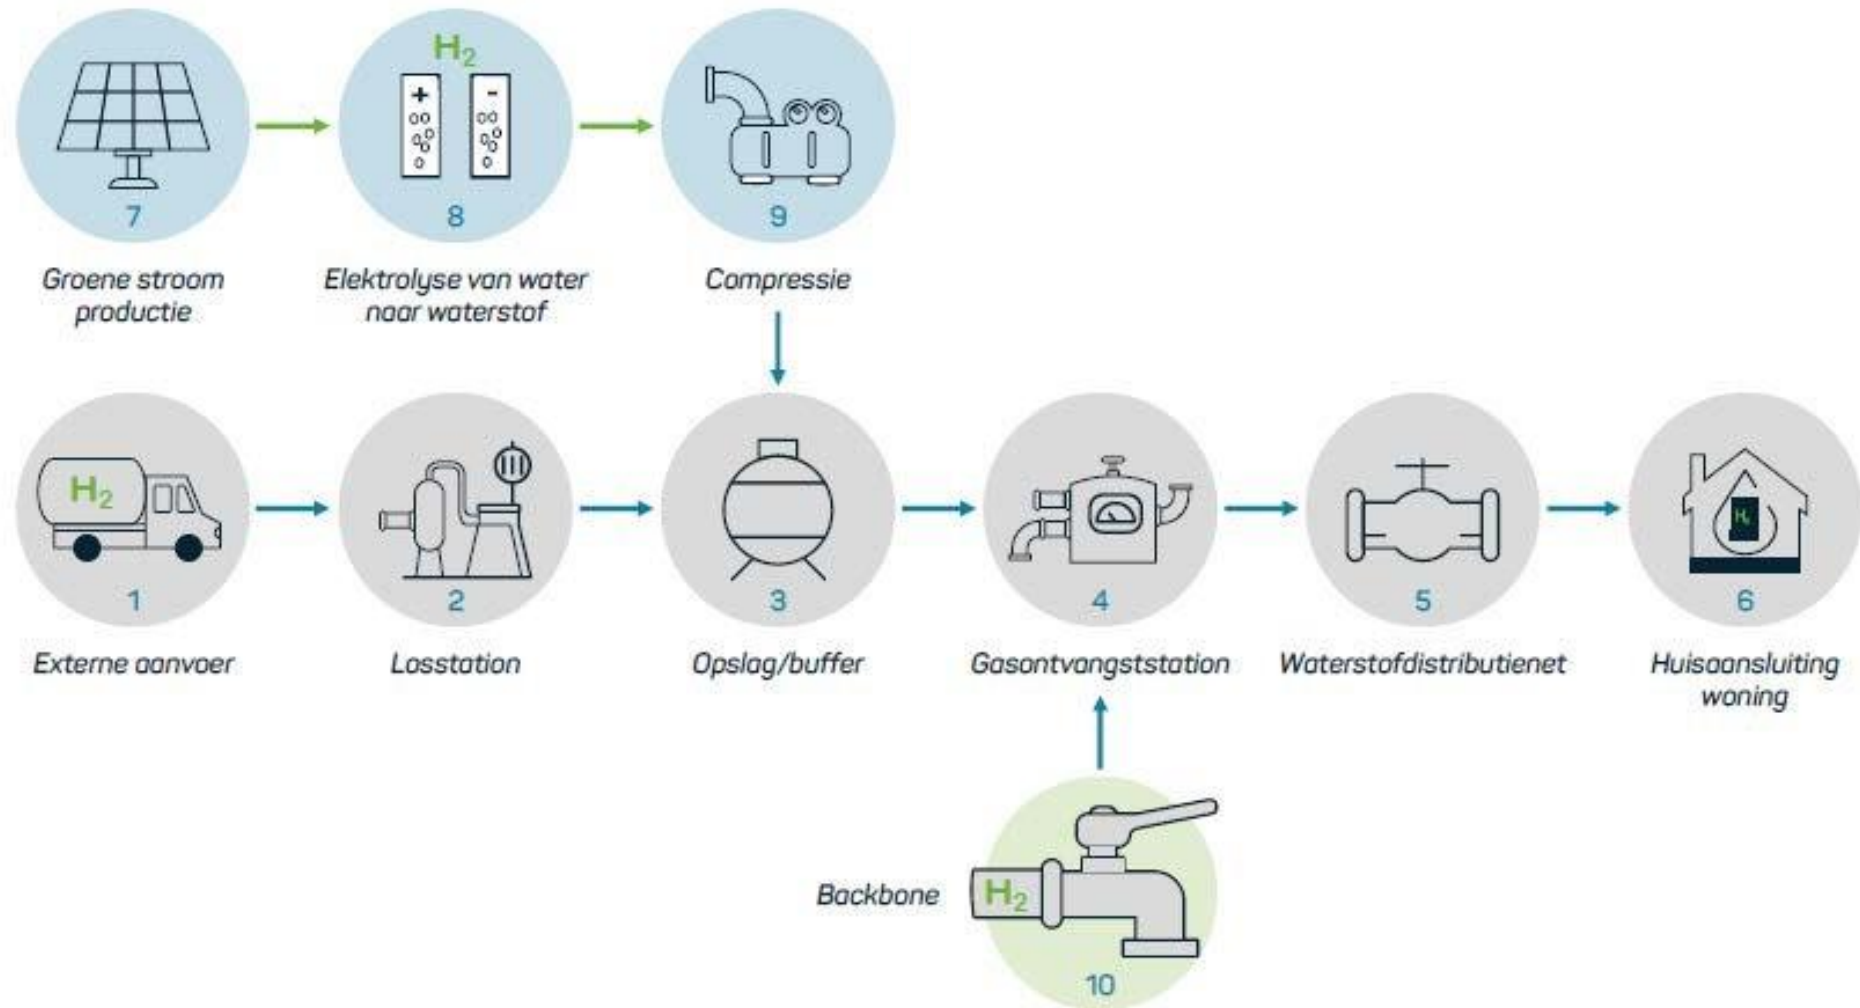 H₂
+
-
7
8
9
Groene stroom
productie
Elektrolyse van water
naar waterstof
Compressie
H₂
H₂
1
2
3
4
5
6
Externe aanvoer
Losstation
Opslag/buffer
Gasontvangststation
Waterstofdistributienet
Huisaansluiting
woning
Backbone
H₂
10